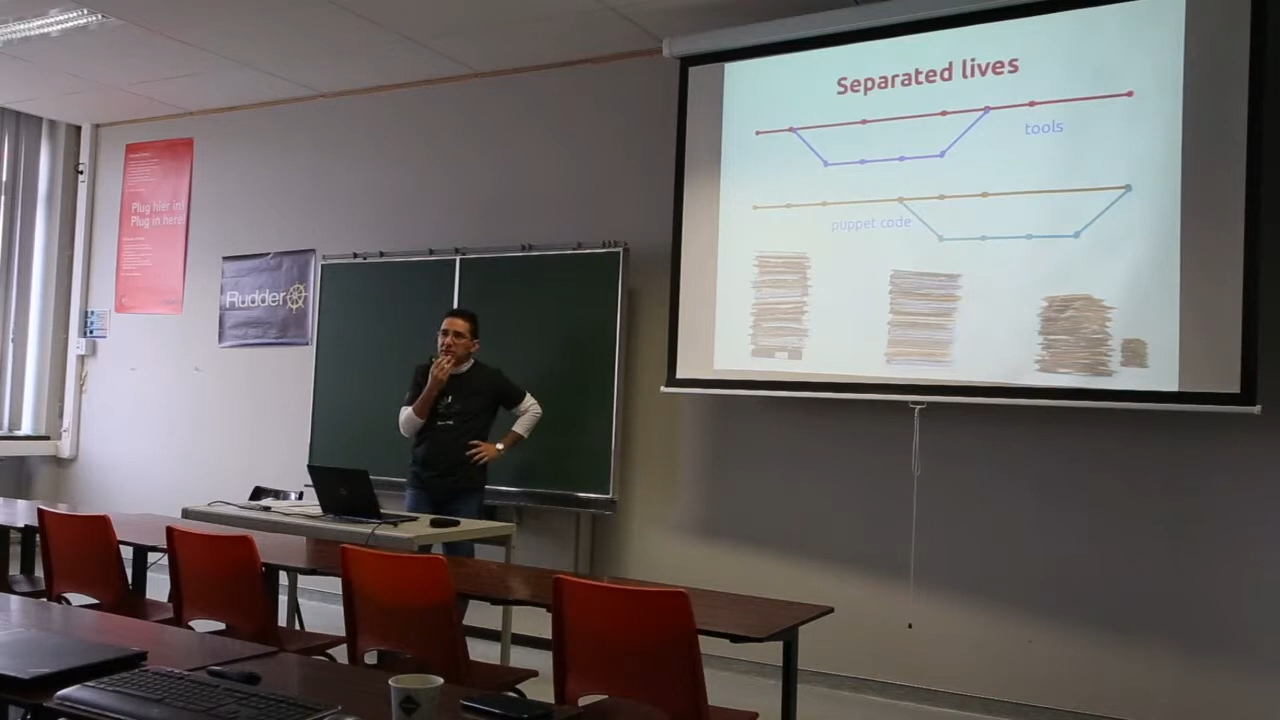 Separated lives
tools
puppet code
Plug hier in!
Plug in here!
Rudder